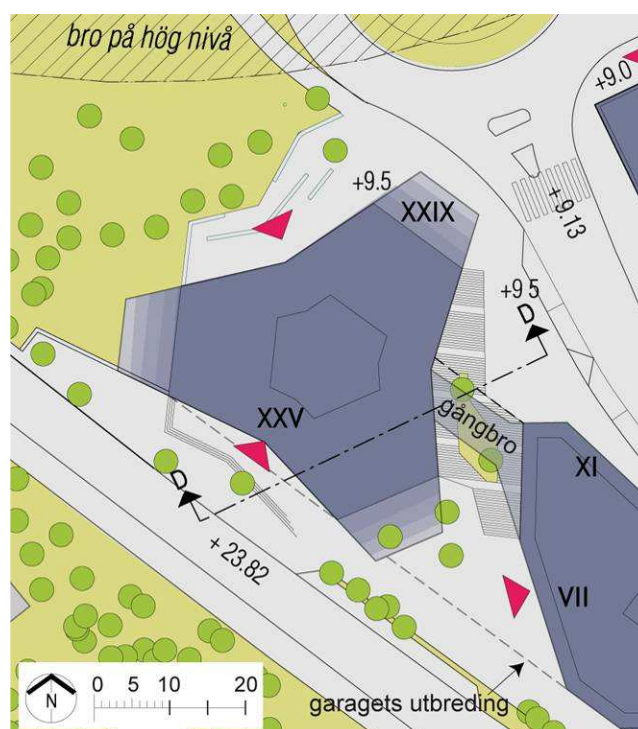 bro på hög nivå
+9.0
+9.5
XXIX
+9.13
+9 5
D
gångbro
XXV
XI
D
+ 23.82
VII
N
0 5 10 20
garagets utbreding